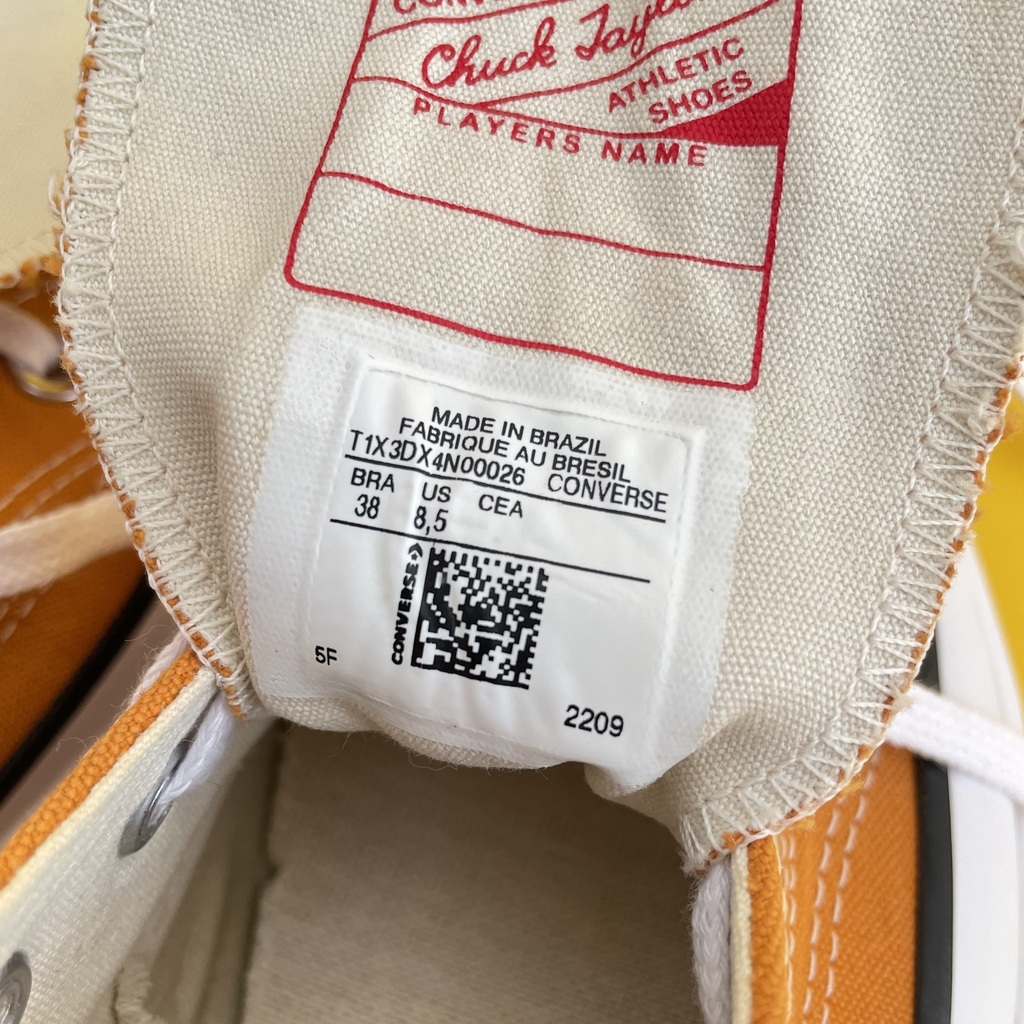 Chuck Taylor
ATHLETIC
SHOES
PLAYERS NAME
MADE IN BRAZIL
FABRIQUE AU BRESIL
T1X3DX4N00026 CONVERSE
BRA US CEA
38 8,5
CONVERSE
5F
2209